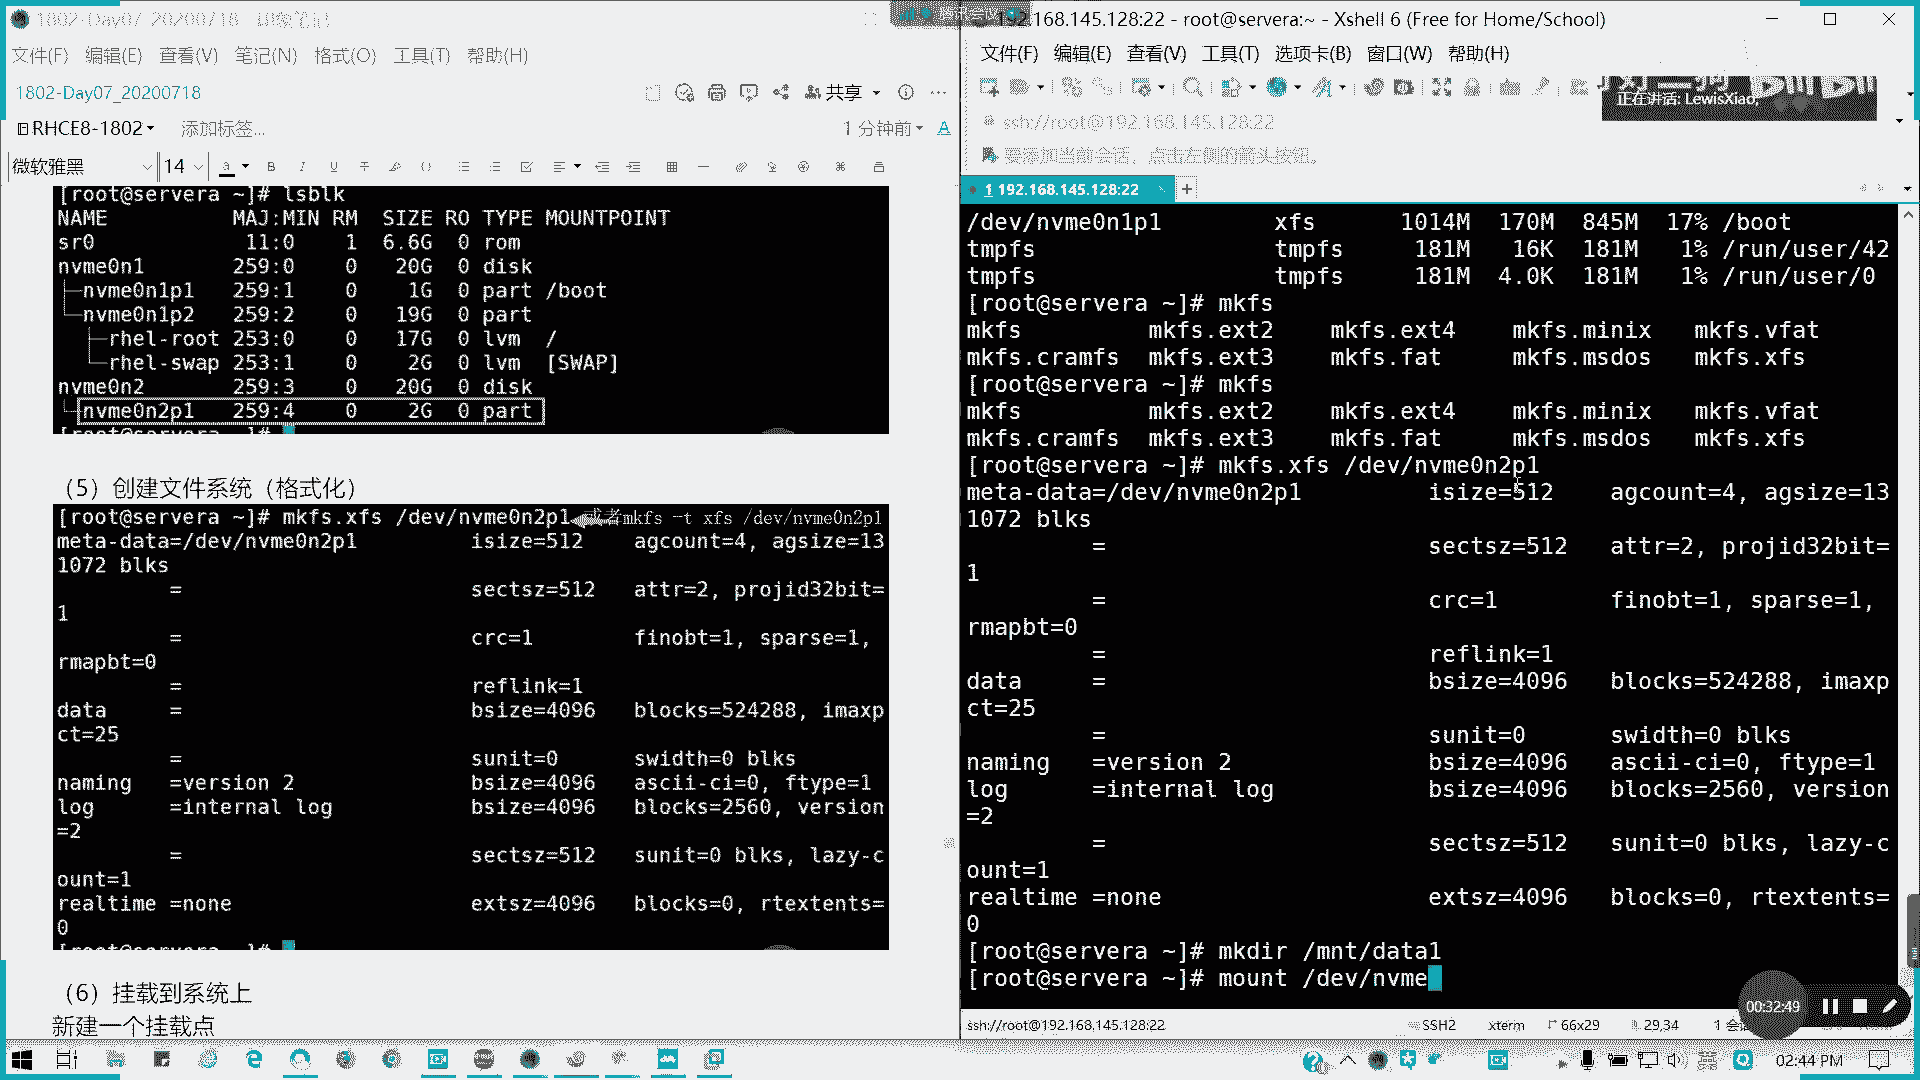 1802-Day07_20200718 - 印象笔记
文件(F) 编辑(E) 查看(V) 笔记(N) 格式(O) 工具(T) 帮助(H)
1802-Day07_20200718
共享
RHCE8-1802 添加标签...
1 分钟前
微软雅黑 14
[root@servera ~]# lsblk
NAME MAJ:MIN RM SIZE RO TYPE MOUNTPOINT
sr0 11:0 1 6.6G 0 rom
nvme0n1 259:0 0 20G 0 disk
├─nvme0n1p1 259:1 0 1G 0 part /boot
└─nvme0n1p2 259:2 0 19G 0 part
├─rhel-root 253:0 0 17G 0 lvm /
└─rhel-swap 253:1 0 2G 0 lvm [SWAP]
nvme0n2 259:3 0 20G 0 disk
└─nvme0n2p1 259:4 0 2G 0 part
[root@servera ~]#
（5）创建文件系统（格式化）
[root@servera ~]# mkfs.xfs /dev/nvme0n2p1 或者mkfs -t xfs /dev/nvme0n2p1
meta-data=/dev/nvme0n2p1 isize=512 agcount=4, agsize=13
1072 blks
= sectsz=512 attr=2, projid32bit=
1
= crc=1 finobt=1, sparse=1,
rmapbt=0
= reflink=1
data = bsize=4096 blocks=524288, imaxp
ct=25
= sunit=0 swidth=0 blks
naming =version 2 bsize=4096 ascii-ci=0, ftype=1
log =internal log bsize=4096 blocks=2560, version
=2
= sectsz=512 sunit=0 blks, lazy-c
ount=1
realtime =none extsz=4096 blocks=0, rtextents=
0
[root@servera ~]#
（6）挂载到系统上
新建一个挂载点
腾讯会议
192.168.145.128:22 - root@servera:~ - Xshell 6 (Free for Home/School)
文件(F) 编辑(E) 查看(V) 工具(T) 选项卡(B) 窗口(W) 帮助(H)
正在讲话: LewisXiao,
ssh://root@192.168.145.128:22
要添加当前会话，点击左侧的箭头按钮。
1 192.168.145.128:22
/dev/nvme0n1p1 xfs 1014M 170M 845M 17% /boot
tmpfs tmpfs 181M 16K 181M 1% /run/user/42
tmpfs tmpfs 181M 4.0K 181M 1% /run/user/0
[root@servera ~]# mkfs
mkfs mkfs.ext2 mkfs.ext4 mkfs.minix mkfs.vfat
mkfs.cramfs mkfs.ext3 mkfs.fat mkfs.msdos mkfs.xfs
[root@servera ~]# mkfs
mkfs mkfs.ext2 mkfs.ext4 mkfs.minix mkfs.vfat
mkfs.cramfs mkfs.ext3 mkfs.fat mkfs.msdos mkfs.xfs
[root@servera ~]# mkfs.xfs /dev/nvme0n2p1
meta-data=/dev/nvme0n2p1 isize=512 agcount=4, agsize=13
1072 blks
= sectsz=512 attr=2, projid32bit=
1
= crc=1 finobt=1, sparse=1,
rmapbt=0
= reflink=1
data = bsize=4096 blocks=524288, imaxp
ct=25
= sunit=0 swidth=0 blks
naming =version 2 bsize=4096 ascii-ci=0, ftype=1
log =internal log bsize=4096 blocks=2560, version
=2
= sectsz=512 sunit=0 blks, lazy-c
ount=1
realtime =none extsz=4096 blocks=0, rtextents=
0
[root@servera ~]# mkdir /mnt/data1
[root@servera ~]# mount /dev/nvme
00:32:49
ssh://root@192.168.145.128:22 SSH2 xterm 66x29 29,34 1 会
02:44 PM